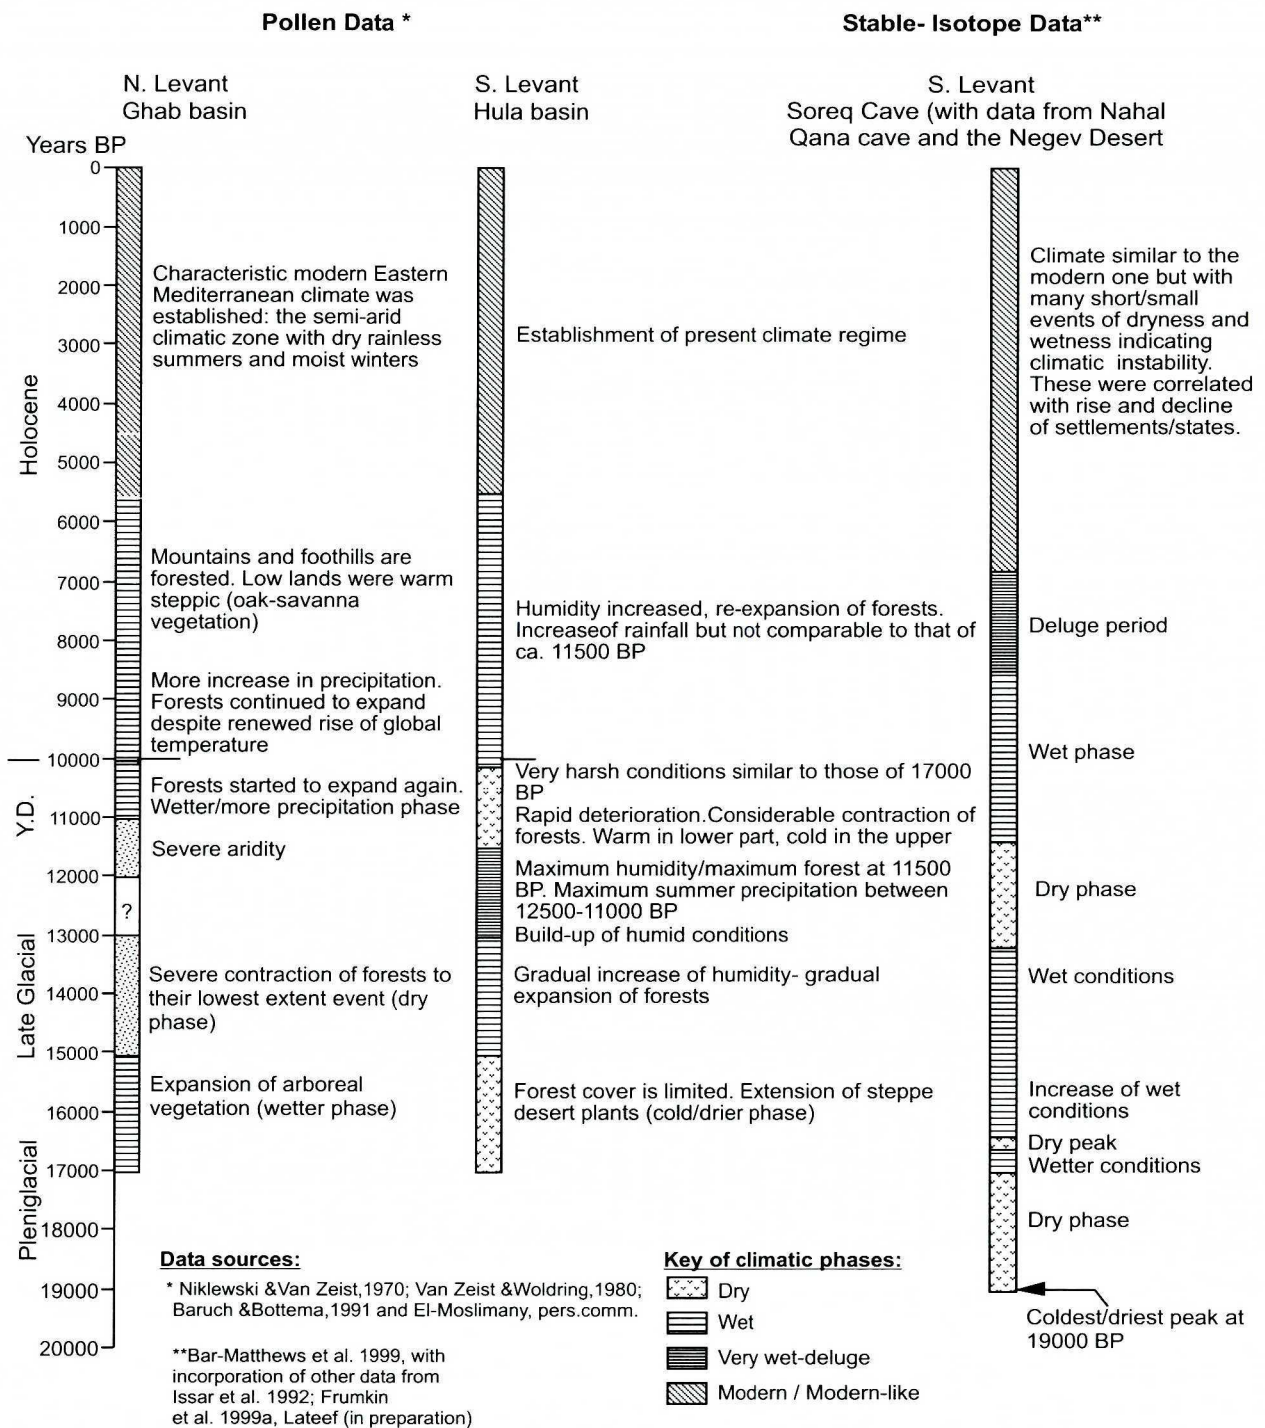 Pollen Data *
Stable- Isotope Data**
N. Levant
Ghab basin
S. Levant
Hula basin
S. Levant
Soreq Cave (with data from Nahal
Qana cave and the Negev Desert
Years BP
0
1000
2000
3000
4000
5000
6000
7000
8000
9000
10000
11000
12000
13000
14000
15000
16000
17000
18000
19000
20000
Holocene
Y.D.
Late Glacial
Pleniglacial
Characteristic modern Eastern
Mediterranean climate was
established: the semi-arid
climatic zone with dry rainless
summers and moist winters
Mountains and foothills are
forested. Low lands were warm
steppic (oak-savanna
vegetation)
More increase in precipitation.
Forests continued to expand
despite renewed rise of global
temperature
Forests started to expand again.
Wetter/more precipitation phase
Severe aridity
?
Severe contraction of forests to
their lowest extent event (dry
phase)
Expansion of arboreal
vegetation (wetter phase)
Establishment of present climate regime
Humidity increased, re-expansion of forests.
Increaseof rainfall but not comparable to that of
ca. 11500 BP
Very harsh conditions similar to those of 17000
BP
Rapid deterioration.Considerable contraction of
forests. Warm in lower part, cold in the upper
Maximum humidity/maximum forest at 11500
BP. Maximum summer precipitation between
12500-11000 BP
Build-up of humid conditions
Gradual increase of humidity- gradual
expansion of forests
Forest cover is limited. Extension of steppe
desert plants (cold/drier phase)
Climate similar to the
modern one but with
many short/small
events of dryness and
wetness indicating
climatic instability.
These were correlated
with rise and decline
of settlements/states.
Deluge period
Wet phase
Dry phase
Wet conditions
Increase of wet
conditions
Dry peak
Wetter conditions
Dry phase
Coldest/driest peak at
19000 BP
Data sources:
* Niklewski &Van Zeist,1970; Van Zeist &Woldring,1980;
Baruch &Bottema,1991 and El-Moslimany, pers.comm.
**Bar-Matthews et al. 1999, with
incorporation of other data from
Issar et al. 1992; Frumkin
et al. 1999a, Lateef (in preparation)
Key of climatic phases:
Dry
Wet
Very wet-deluge
Modern / Modern-like